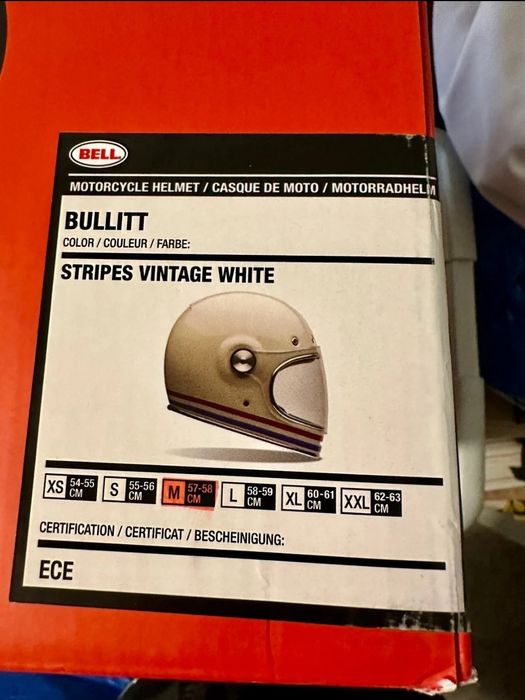 BELL
MOTORCYCLE HELMET / CASQUE DE MOTO / MOTORRADHELM
BULLITT
COLOR / COULEUR / FARBE:
STRIPES VINTAGE WHITE
XS 54-55 CM S 55-56 CM M 57-58 CM L 58-59 CM XL 60-61 CM XXL 62-63 CM
CERTIFICATION / CERTIFICAT / BESCHEINIGUNG:
ECE